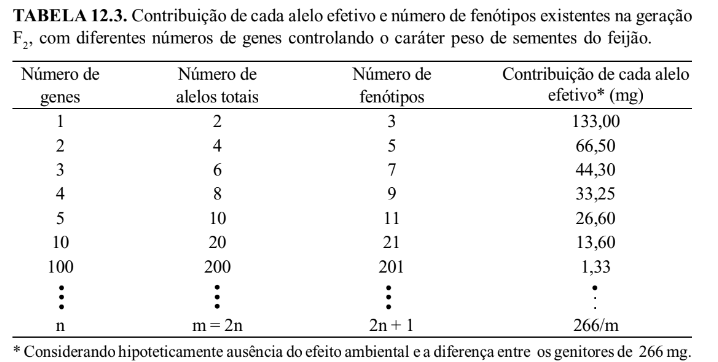 TABELA 12.3. Contribuição de cada alelo efetivo e número de fenótipos existentes na geração
F₂, com diferentes números de genes controlando o caráter peso de sementes do feijão.
Número de genes	Número de alelos totais	Número de fenótipos	Contribuição de cada alelo efetivo* (mg)
1	2	3	133,00
2	4	5	66,50
3	6	7	44,30
4	8	9	33,25
5	10	11	26,60
10	20	21	13,60
100	200	201	1,33
n	m = 2n	2n + 1	266/m
* Considerando hipoteticamente ausência do efeito ambiental e a diferença entre os genitores de 266 mg.